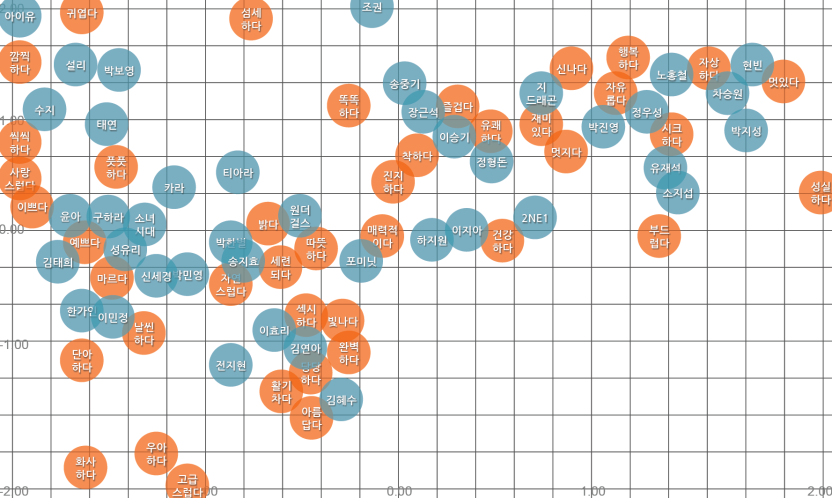 2.00
아이유
귀엽다
섬세
하다
조권
깜찍
하다
설리
박보영
송중기
지
드래곤
신나다
행복
하다
노홍철
자상
하다
현빈
멋있다
수지
태연
똑똑
하다
장근석
즐겁다
자유
롭다
정우성
차승원
1.00
씩씩
하다
이승기
유쾌
하다
재미
있다
박진영
시크
하다
박지성
풋풋
하다
착하다
정형돈
멋지다
사랑
스럽다
카라
티아라
진지
하다
유재석
소지섭
성실
하다
이쁘다
윤아
구하라
소녀
시대
밝다
원더
걸스
2NE1
0.00
예쁘다
성유리
송지효
따뜻
하다
매력적
이다
하지원
이지아
건강
하다
부드
럽다
김태희
마르다
신세경
박민영
스럽다
세련
되다
포미닛
한가인
이민정
날씬
하다
이효리
섹시
하다
빛나다
-1.00
단아
하다
전지현
김연아
완벽
하다
하다
활기
차다
김혜수
아름
답다
화사
하다
우아
하다
고급
스럽다
-2.00
00
0.00
1.00
2.00